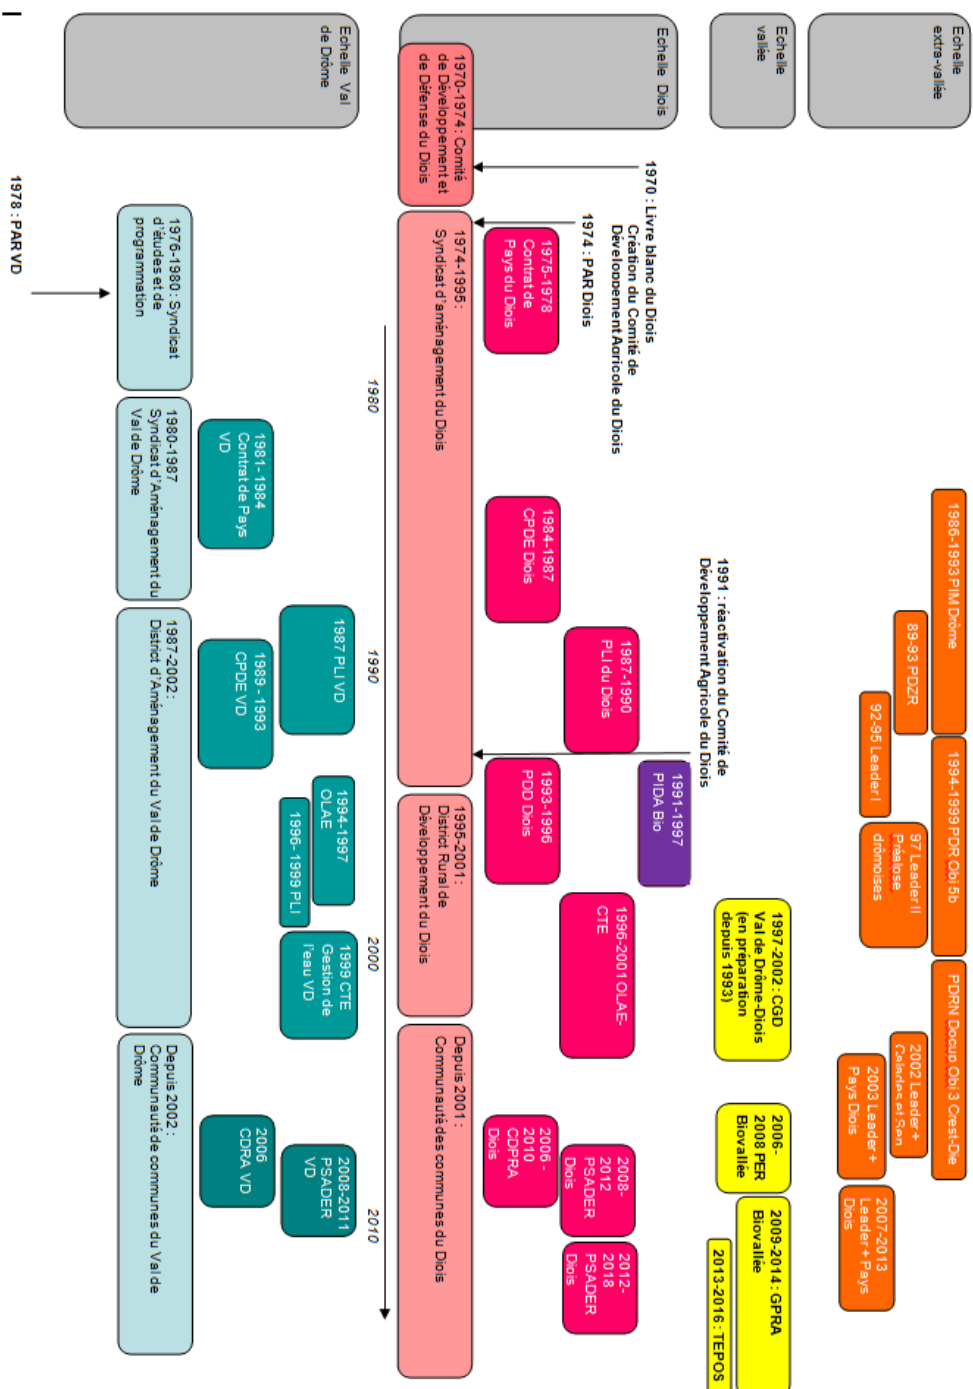 Echelle
extra-vallée
1986-1993 PIM Drôme
1994-1999 PDR Obj 5b
PDRN Docup Obj 3 Crest-Die
89-93 PDZR
2002 Leader+
92-95 Leader I
97 Leader II
Préalpse
drômoises
2003 Leader+
Pays Diois
2007-2013
Leader+ Pays
Diois
Echelle
vallée
1997-2002 : CGD
Val de Drôme-Diois
(en préparation
depuis 1993)
2006-
2008 PER
Biovallée
2009-2014 : GPRA
Biovallée
2013-2016 : TEPOS
Echelle Diois
1970 : Livre blanc du Diois
Création du Comité de
Développement Agricole du Diois
1974 : PAR Diois
1991 : réactivation du Comité de
Développement Agricole du Diois
1991-1997
PIDA Bio
1987-1990
PLI du Diois
1996-2001 OLAE-
CTE
2008-
2012
PSADER
Diois
2012-
2018
PSADER
Diois
1975-1978
Contrat de
Pays du Diois
1984-1987
CPDE Diois
1993-1996
PDD Diois
2006-
2010
CDPRA
Diois
1970-1974 : Comité
de Développement et
de Défense du Diois
1974-1995 :
Syndicat d'aménagement du Diois
1995-2001 :
District Rural de
Développement du Diois
Depuis 2001 :
Communauté des communes du Diois
1980
1990
2000
2010
Echelle Val
de Drôme
1987 PLI VD
1994-1997
OLAE
1996-1999 PLI
1999 CTE
Gestion de
l'eau VD
2008-2011
PSADER
VD
1981-1984
Contrat de Pays
VD
1989-1993
CPDE VD
2006
CDRA VD
1976-1980 : Syndicat
d'études et de
programmation
1980-1987
Syndicat d'Aménagement du
Val de Drôme
1987-2002 :
District d'Aménagement du Val de Drôme
Depuis 2002 :
Communauté de communes du Val de
Drôme
1978 : PAR VD